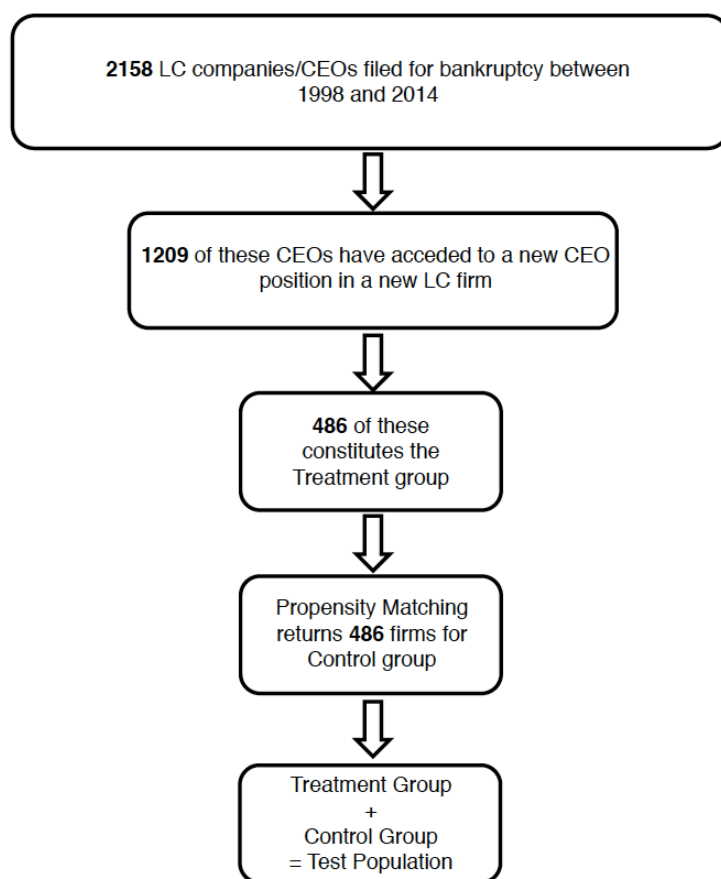 2158 LC companies/CEOs filed for bankruptcy between
1998 and 2014
1209 of these CEOs have acceded to a new CEO
position in a new LC firm
486 of these
constitutes the
Treatment group
Propensity Matching
returns 486 firms for
Control group
Treatment Group
+
Control Group
= Test Population